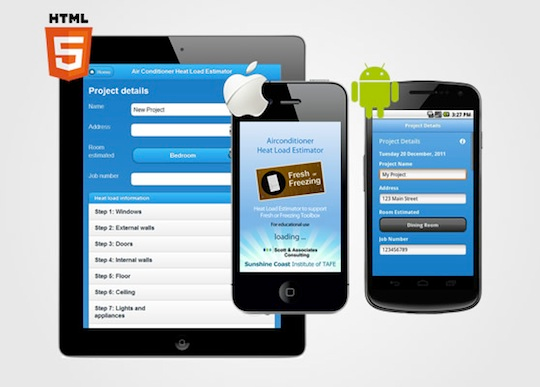 HTML
5
Home
Air Conditioner Heat Load Estimator
Project details
Name
New Project
Address
Room
estimated
Bedroom
Job number
Heat load information
Step 1: Windows
Step 2: External walls
Step 3: Doors
Step 4: Internal walls
Step 5: Floor
Step 6: Ceiling
Step 7: Lights and
appliances
Airconditioner
Heat Load Estimator
Fresh or
Freezing
Heat Load Estimator to support
Fresh or Freezing Toolbox
For educational use
loading ...
Scott & Associates
Consulting
Sunshine Coast Institute of TAFE
3:27 PM
Project Details
Project Details
Tuesday 20 December, 2011
Project Name
My Project
Address
123 Main Street
Room Estimated
Dining Room
Job Number
123456789